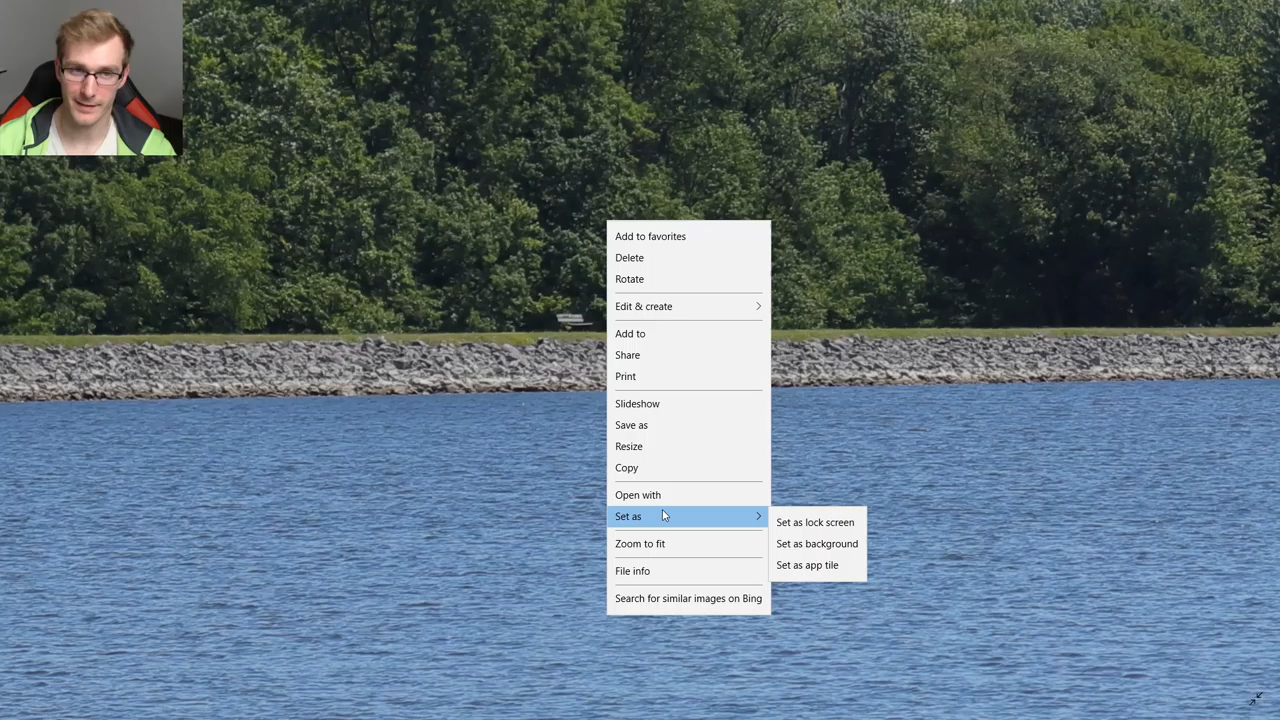 Add to favorites
Delete
Rotate
Edit & create
Add to
Share
Print
Slideshow
Save as
Resize
Copy
Open with
Set as
Set as lock screen
Set as background
Set as app tile
Zoom to fit
File info
Search for similar images on Bing